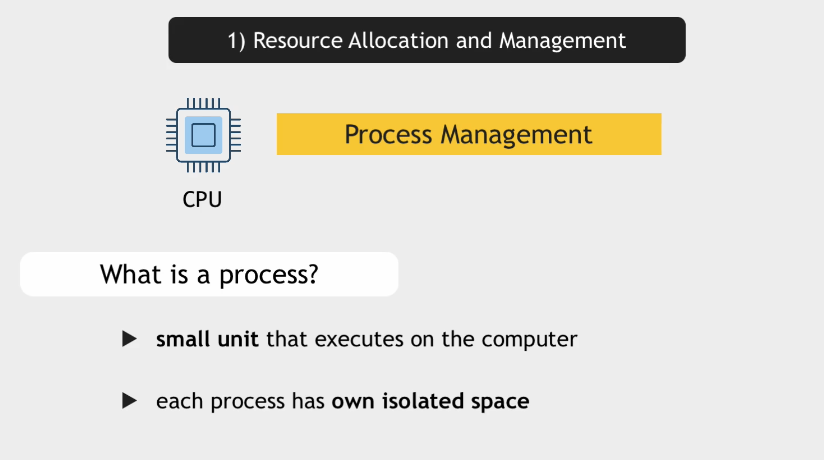 1) Resource Allocation and Management
Process Management
CPU
What is a process?
small unit that executes on the computer
each process has own isolated space